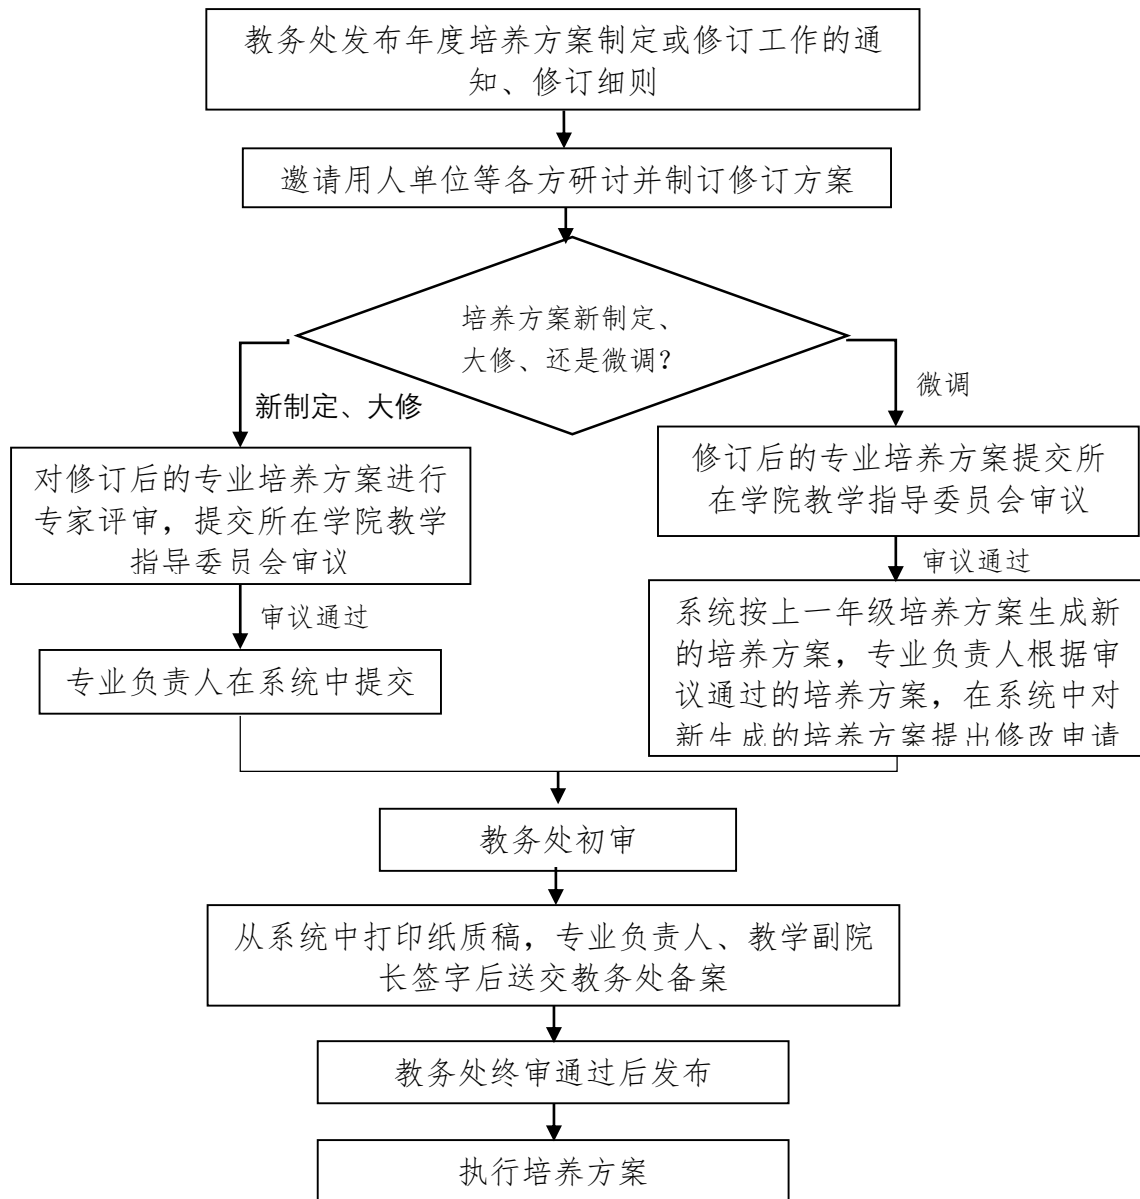 教务处发布年度培养方案制定或修订工作的通
知、修订细则
邀请用人单位等各方研讨并制订修订方案
培养方案新制定、
大修、还是微调？
新制定、大修
微调
对修订后的专业培养方案进行
专家评审，提交所在学院教学
指导委员会审议
修订后的专业培养方案提交所
在学院教学指导委员会审议
审议通过
审议通过
专业负责人在系统中提交
系统按上一年级培养方案生成新
的培养方案，专业负责人根据审
议通过的培养方案，在系统中对
新生成的培养方案提出修改申请
教务处初审
从系统中打印纸质稿，专业负责人、教学副院
长签字后送交教务处备案
教务处终审通过后发布
执行培养方案